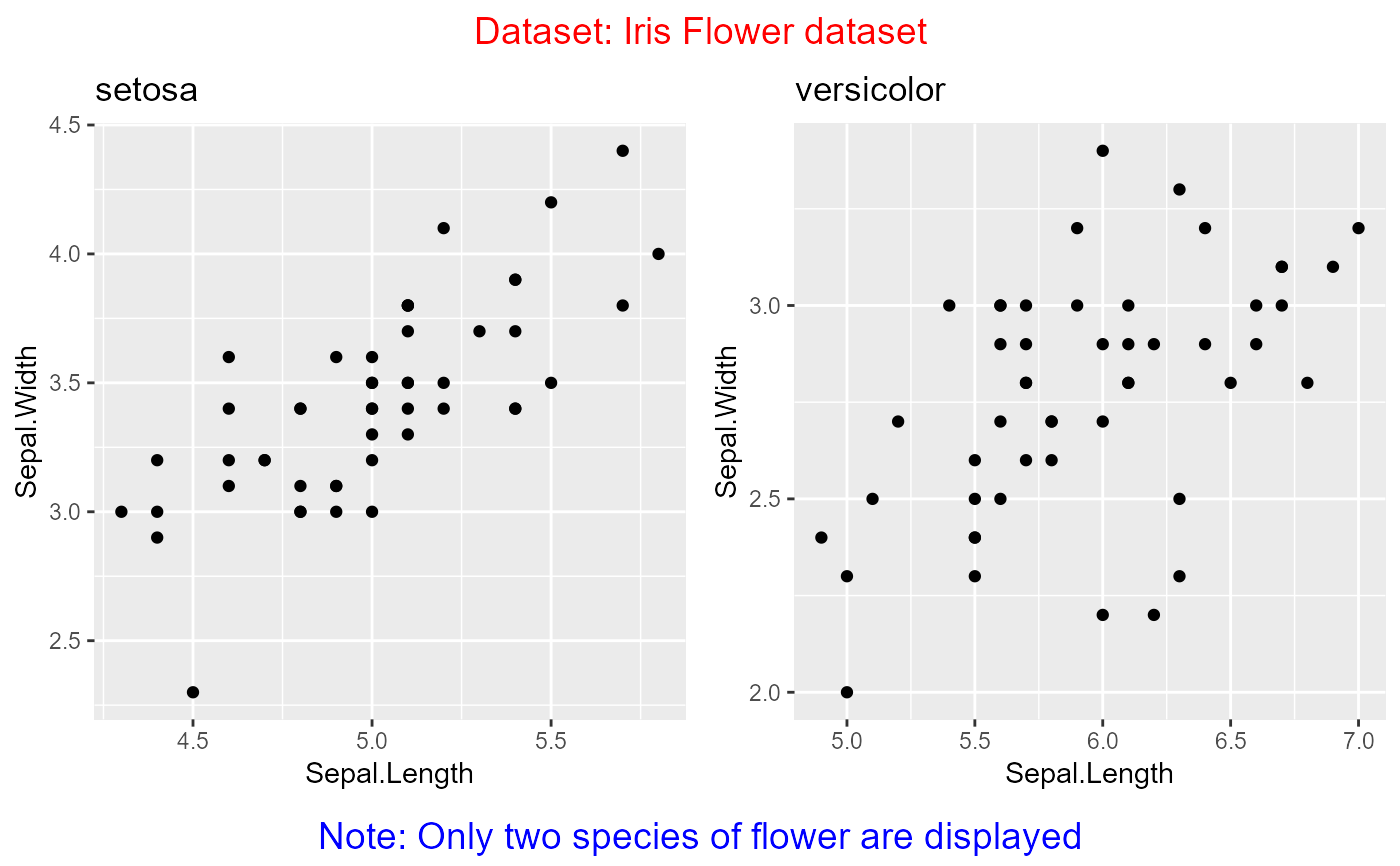 Dataset: Iris Flower dataset
setosa
4.5
4.0
3.5
3.0
2.5
Sepal.Width
4.5 5.0 5.5
Sepal.Length
versicolor
3.0
2.5
2.0
Sepal.Width
5.0 5.5 6.0 6.5 7.0
Sepal.Length
Note: Only two species of flower are displayed